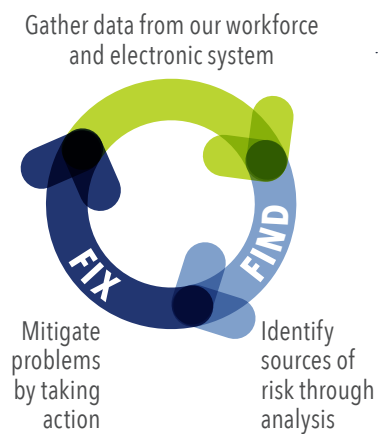 Gather data from our workforce
and electronic system
FIND
FIX
Mitigate
problems
by taking
action
Identify
sources of
risk through
analysis